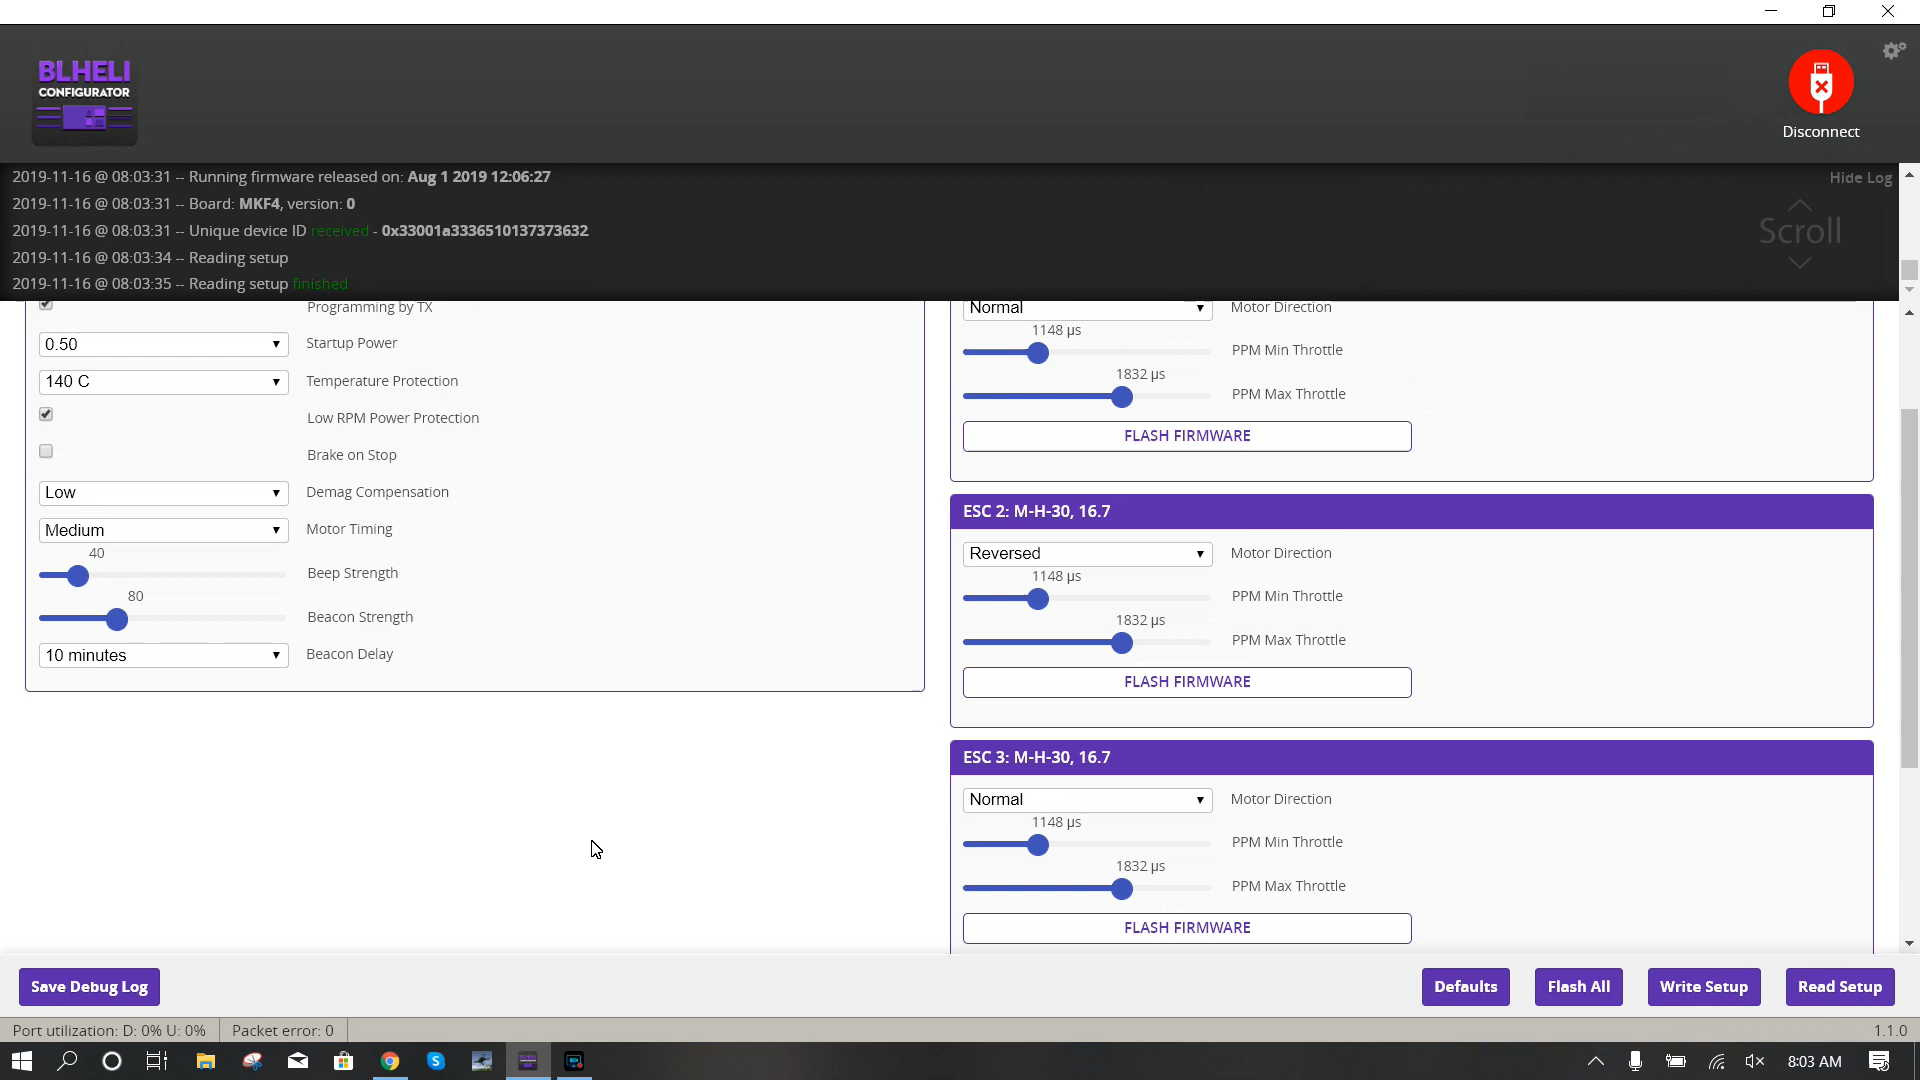 BLHELI
CONFIGURATOR
Disconnect
2019-11-16 @ 08:03:31 -- Running firmware released on: Aug 1 2019 12:06:27
Hide Log
2019-11-16 @ 08:03:31 -- Board: MKF4, version: 0
2019-11-16 @ 08:03:31 -- Unique device ID received - 0x33001a3336510137373632
Scroll
2019-11-16 @ 08:03:34 -- Reading setup
2019-11-16 @ 08:03:35 -- Reading setup finished
Programming by TX
0.50 Startup Power
140 C Temperature Protection
Low RPM Power Protection
Brake on Stop
Low Demag Compensation
Medium Motor Timing
40
Beep Strength
80
Beacon Strength
10 minutes Beacon Delay
Normal Motor Direction
1148 µs
PPM Min Throttle
1832 µs
PPM Max Throttle
FLASH FIRMWARE
ESC 2: M-H-30, 16.7
Reversed Motor Direction
1148 µs
PPM Min Throttle
1832 µs
PPM Max Throttle
FLASH FIRMWARE
ESC 3: M-H-30, 16.7
Normal Motor Direction
1148 µs
PPM Min Throttle
1832 µs
PPM Max Throttle
FLASH FIRMWARE
Save Debug Log
Defaults
Flash All
Write Setup
Read Setup
Port utilization: D: 0% U: 0%
Packet error: 0
1.1.0
8:03 AM